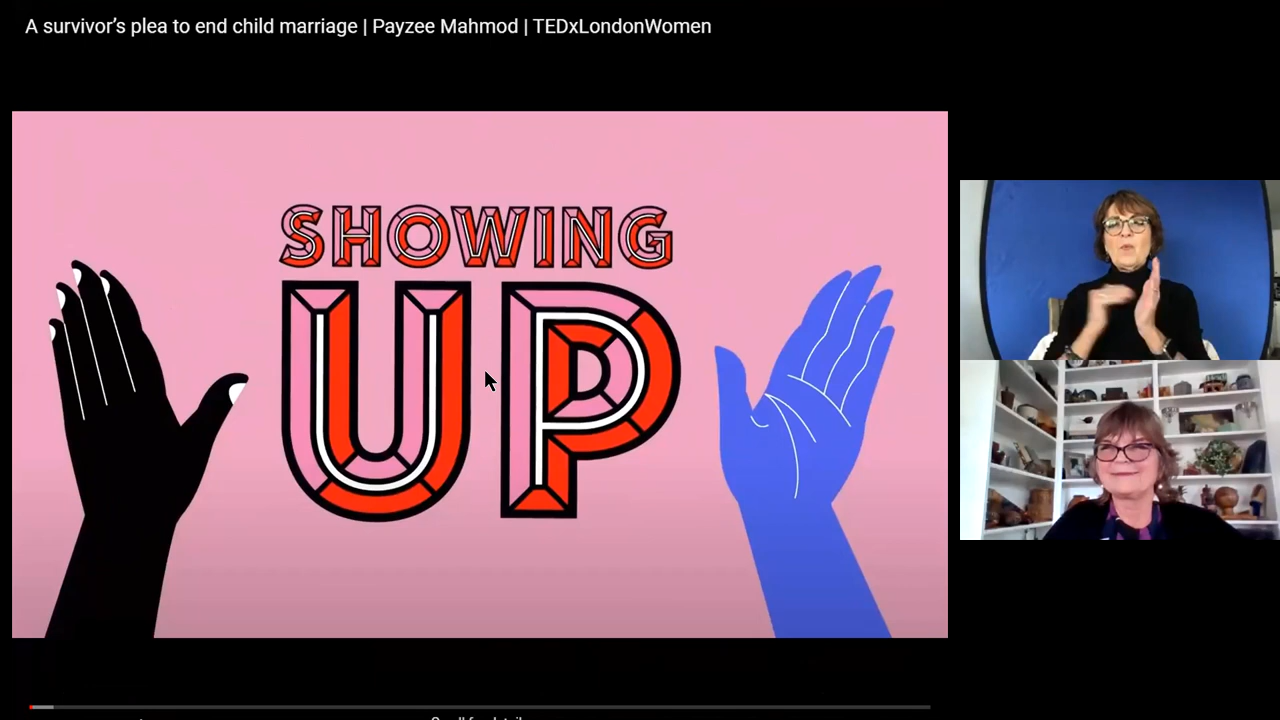 A survivor’s plea to end child marriage | Payzee Mahmod | TEDxLondonWomen
SHOWING
UP